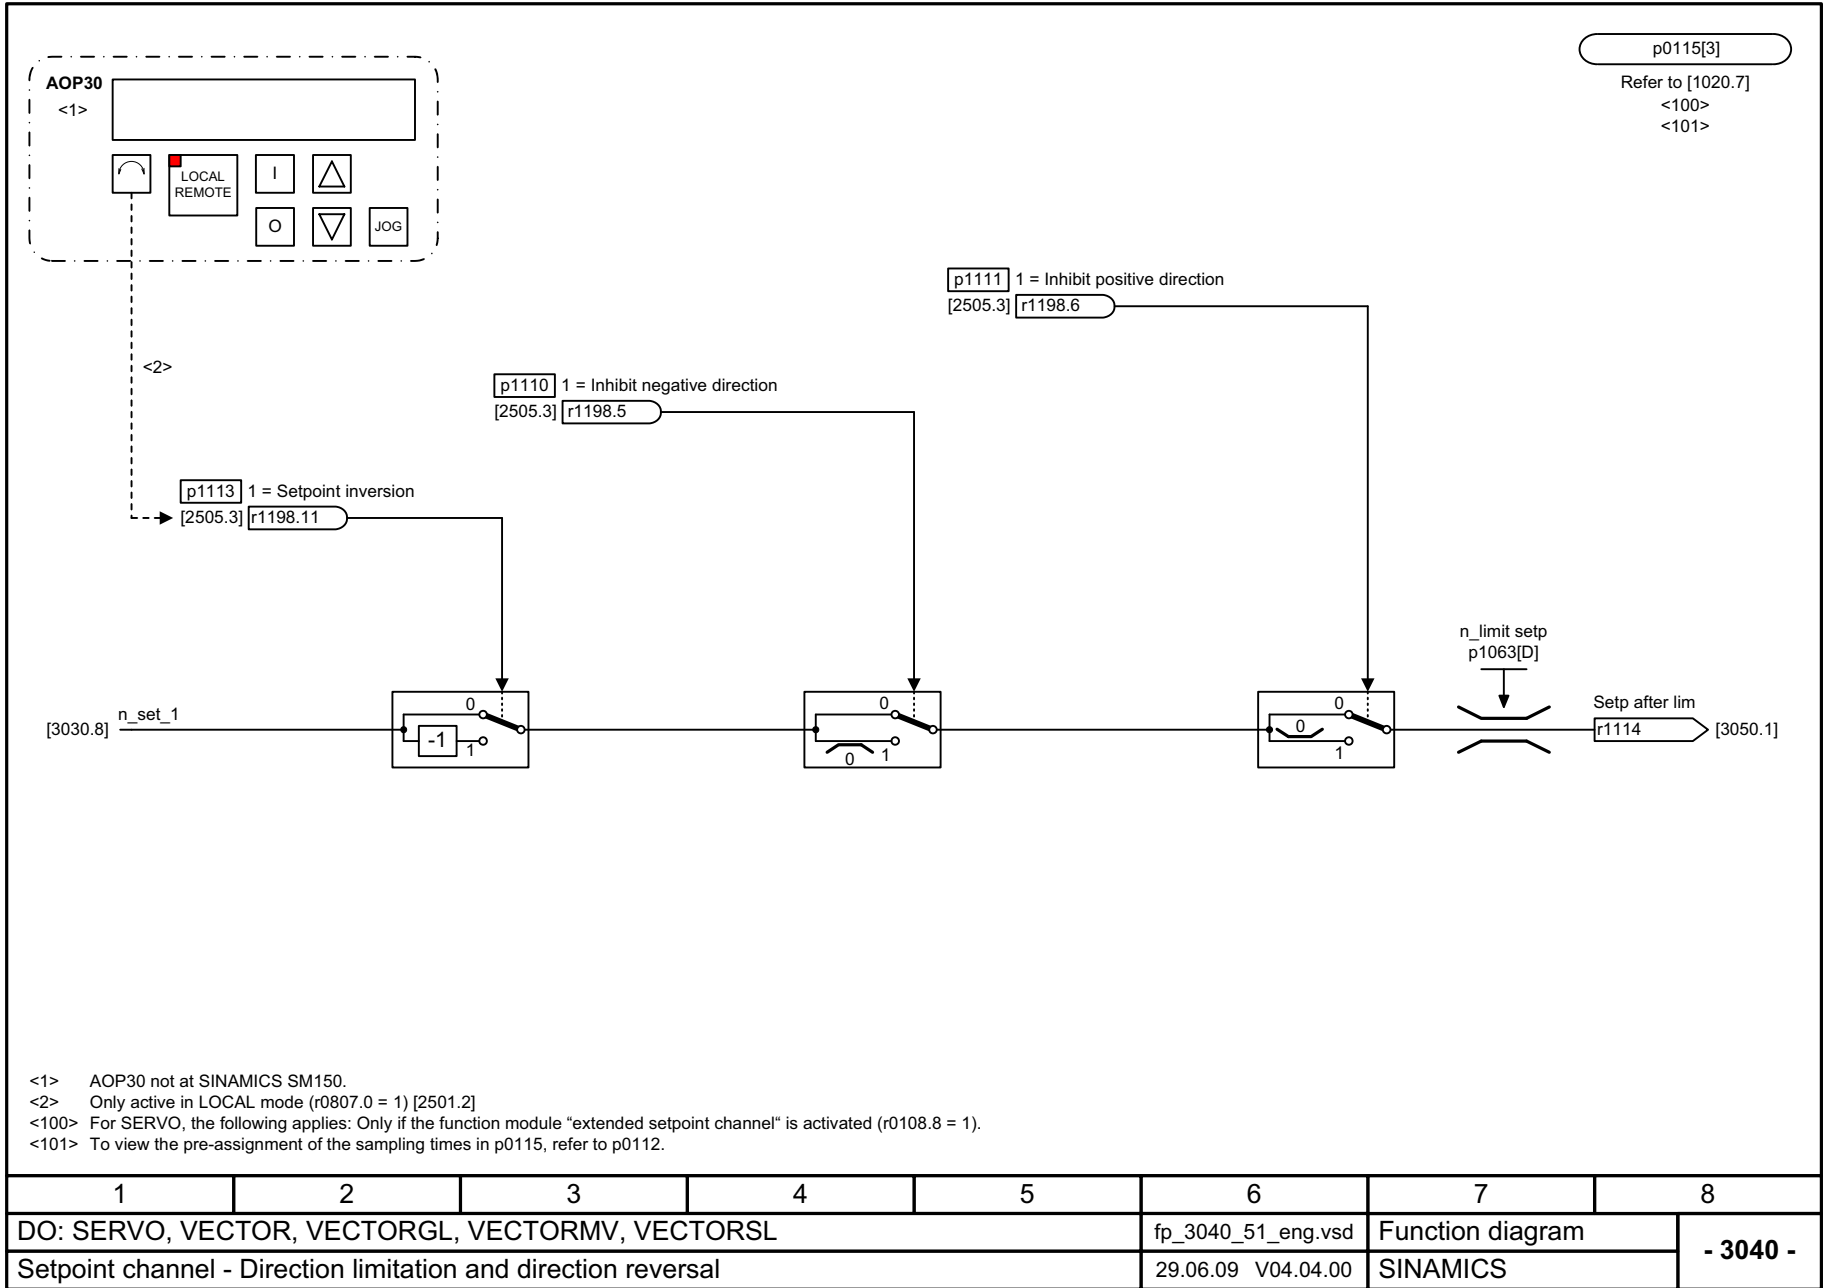 p0115[3]
Refer to [1020.7]
<100>
<101>
AOP30
<1>
LOCAL
REMOTE
I
O
JOG
<2>
p1111 1 = Inhibit positive direction
[2505.3] r1198.6
p1110 1 = Inhibit negative direction
[2505.3] r1198.5
p1113 1 = Setpoint inversion
[2505.3] r1198.11
n_limit setp
p1063[D]
[3030.8] n_set_1
0
-1
1
0
0
1
0
0
1
Setp after lim
r1114 [3050.1]
<1> AOP30 not at SINAMICS SM150.
<2> Only active in LOCAL mode (r0807.0 = 1) [2501.2]
<100> For SERVO, the following applies: Only if the function module “extended setpoint channel“ is activated (r0108.8 = 1).
<101> To view the pre-assignment of the sampling times in p0115, refer to p0112.
1 2 3 4 5 6 7 8
DO: SERVO, VECTOR, VECTORGL, VECTORMV, VECTORSL fp_3040_51_eng.vsd Function diagram
- 3040 -
Setpoint channel - Direction limitation and direction reversal 29.06.09 V04.04.00 SINAMICS